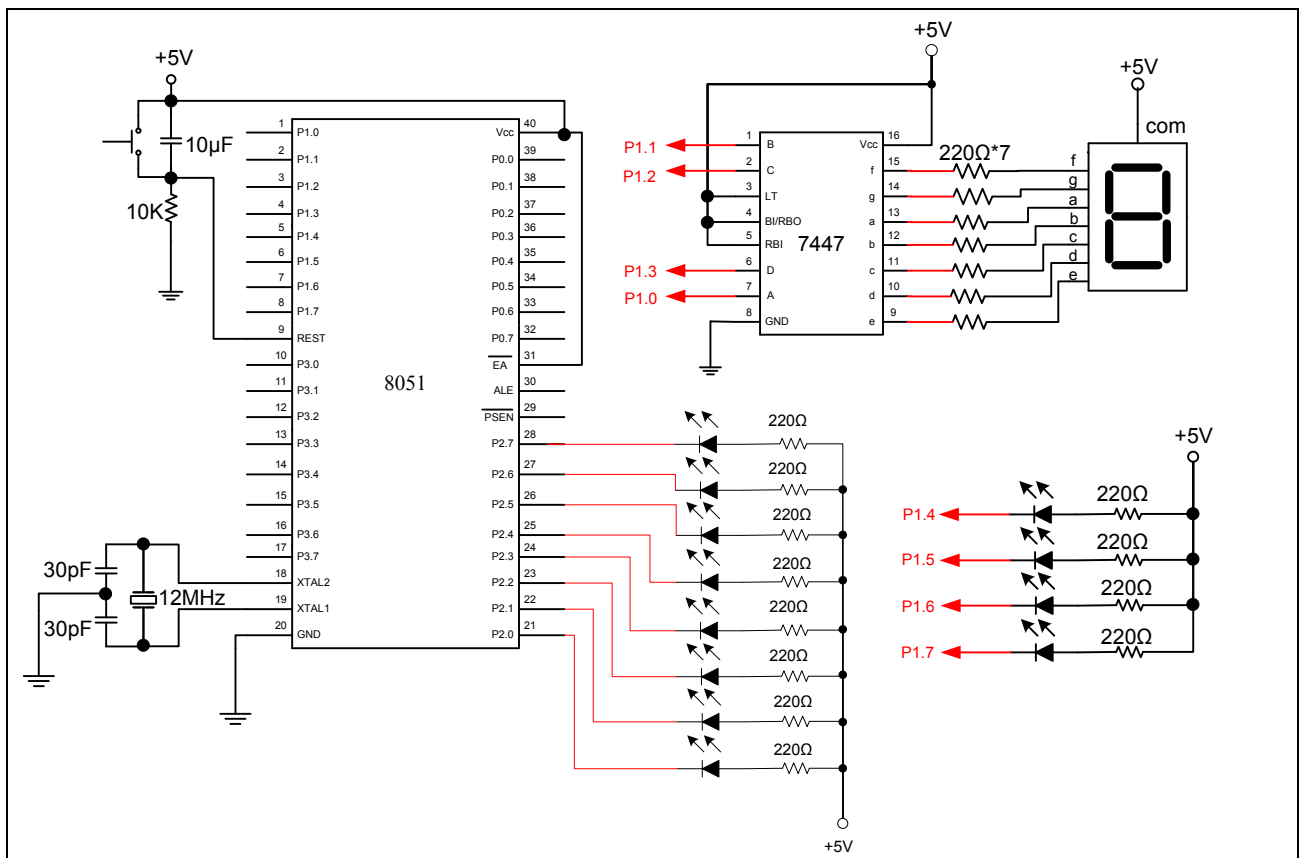 +5V
10µF
10K
1 P1.0
2 P1.1
3 P1.2
4 P1.3
5 P1.4
6 P1.5
7 P1.6
8 P1.7
9 REST
10 P3.0
11 P3.1
12 P3.2
13 P3.3
14 P3.4
15 P3.5
16 P3.6
17 P3.7
18 XTAL2
19 XTAL1
20 GND
8051
Vcc 40
P0.0 39
P0.1 38
P0.2 37
P0.3 36
P0.4 35
P0.5 34
P0.6 33
P0.7 32
EA 31
ALE 30
PSEN 29
P2.7 28
P2.6 27
P2.5 26
P2.4 25
P2.3 24
P2.2 23
P2.1 22
P2.0 21
30pF
12MHz
30pF
+5V
P1.1 1 B
P1.2 2 C
3 LT
4 BI/RBO
5 RBI
P1.3 6 D
P1.0 7 A
8 GND
7447
Vcc 16
f 15
g 14
a 13
b 12
c 11
d 10
e 9
220Ω*7
+5V
com
f
g
a
b
c
d
e
220Ω
220Ω
220Ω
220Ω
220Ω
220Ω
220Ω
220Ω
+5V
+5V
P1.4 220Ω
P1.5 220Ω
P1.6 220Ω
P1.7 220Ω